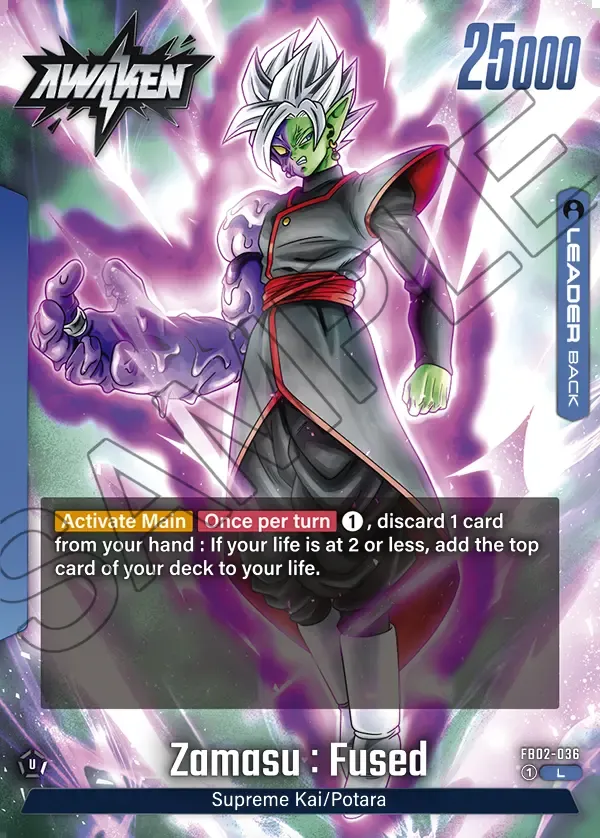 AWAKEN
25000
LEADER BACK
Activate Main Once per turn 1 , discard 1 card
from your hand : If your life is at 2 or less, add the top
card of your deck to your life.
SAMPLE
Zamasu : Fused
FB02-036
U
1 L
Supreme Kai/Potara